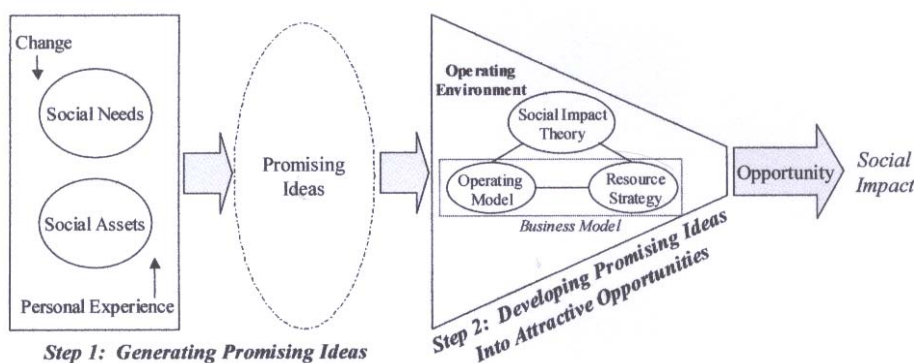 Change
Social Needs
Social Assets
Personal Experience
Step 1: Generating Promising Ideas
Promising
Ideas
Operating
Environment
Social Impact
Theory
Operating
Model
Resource
Strategy
Business Model
Step 2: Developing Promising Ideas
Into Attractive Opportunities
Opportunity
Social
Impact